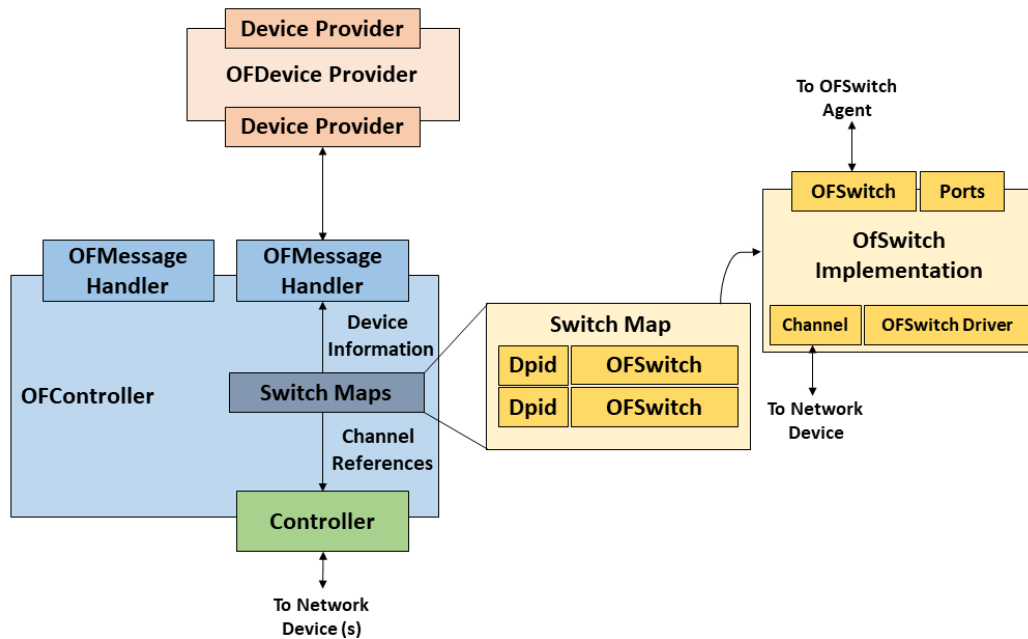 Device Provider
OFDevice Provider
Device Provider
To OFSwitch
Agent
OFSwitch
Ports
OfSwitch
Implementation
Channel
OFSwitch Driver
To Network
Device
OFMessage
Handler
OFMessage
Handler
Device
Information
OFController
Switch Maps
Channel
References
Controller
To Network
Device (s)
Switch Map
Dpid
OFSwitch
Dpid
OFSwitch